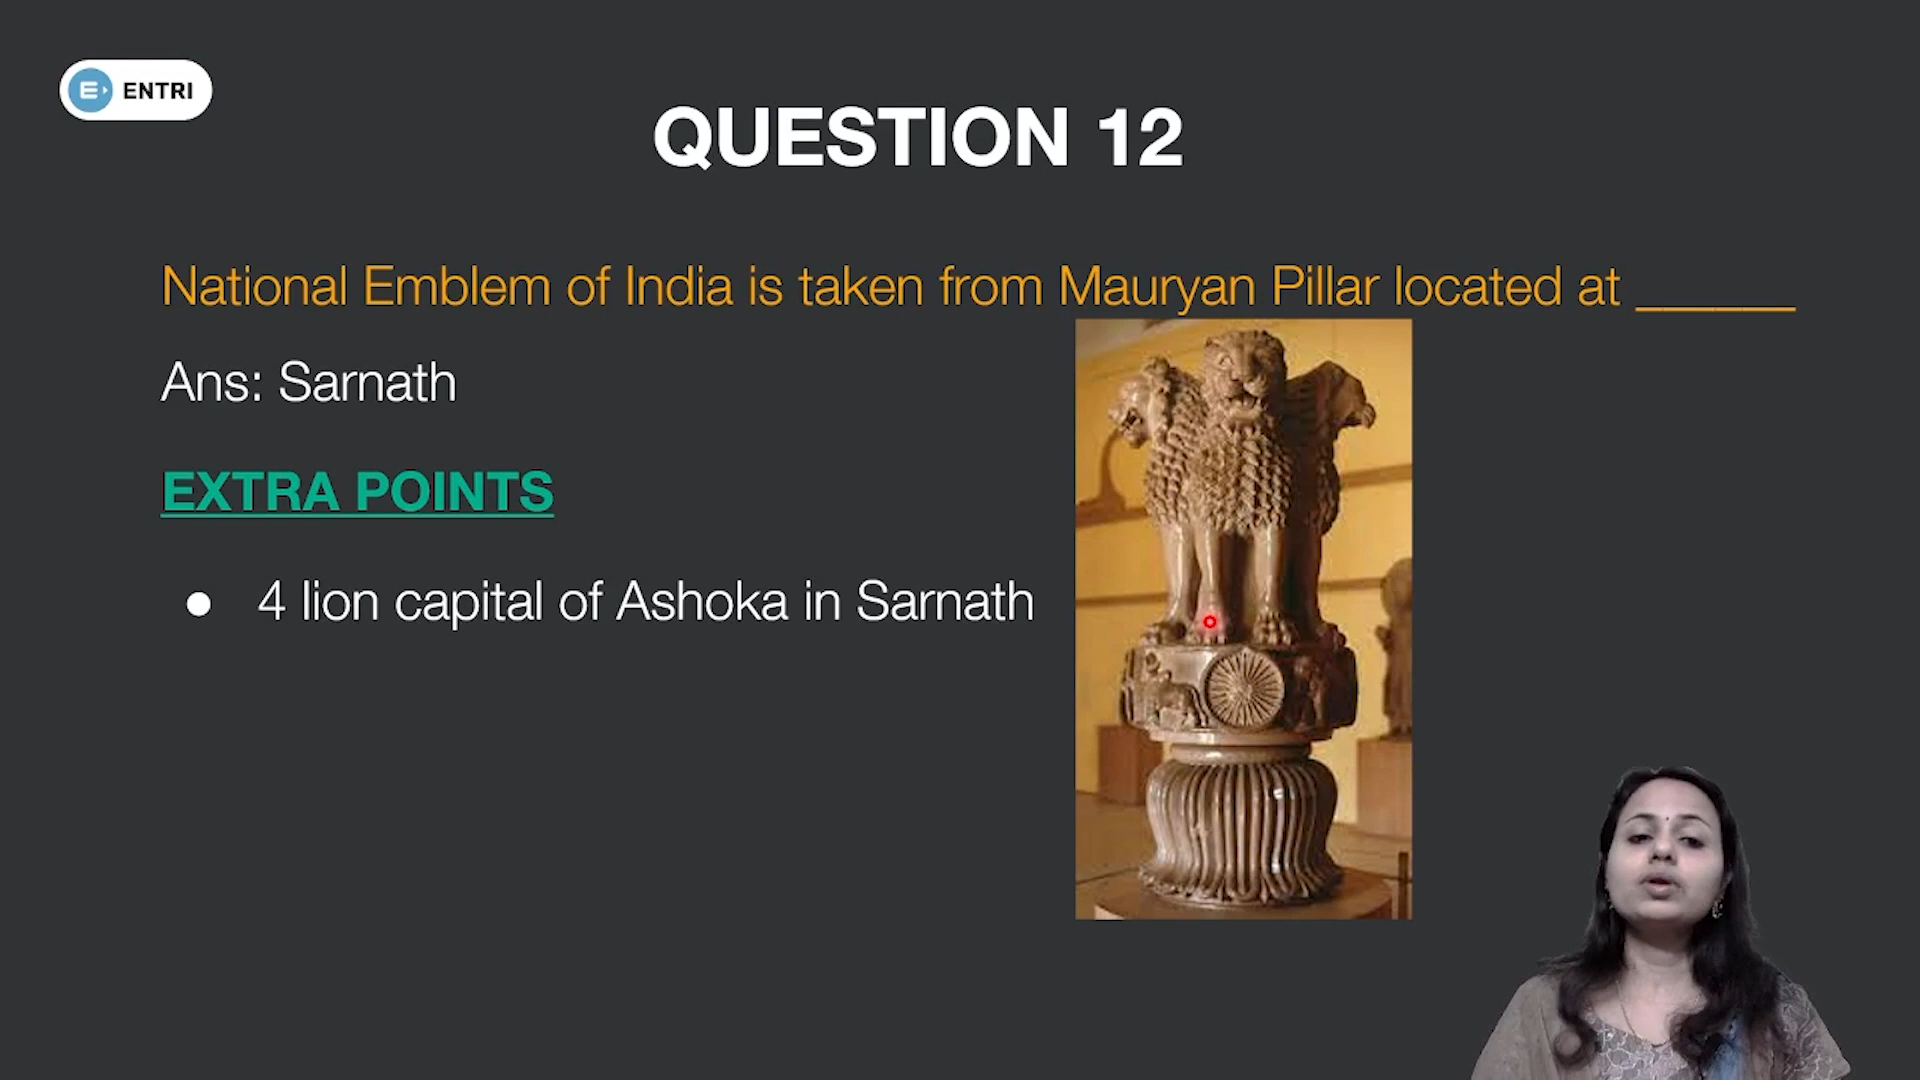 ENTRI
QUESTION 12
National Emblem of India is taken from Mauryan Pillar located at ______
Ans: Sarnath
EXTRA POINTS
● 4 lion capital of Ashoka in Sarnath